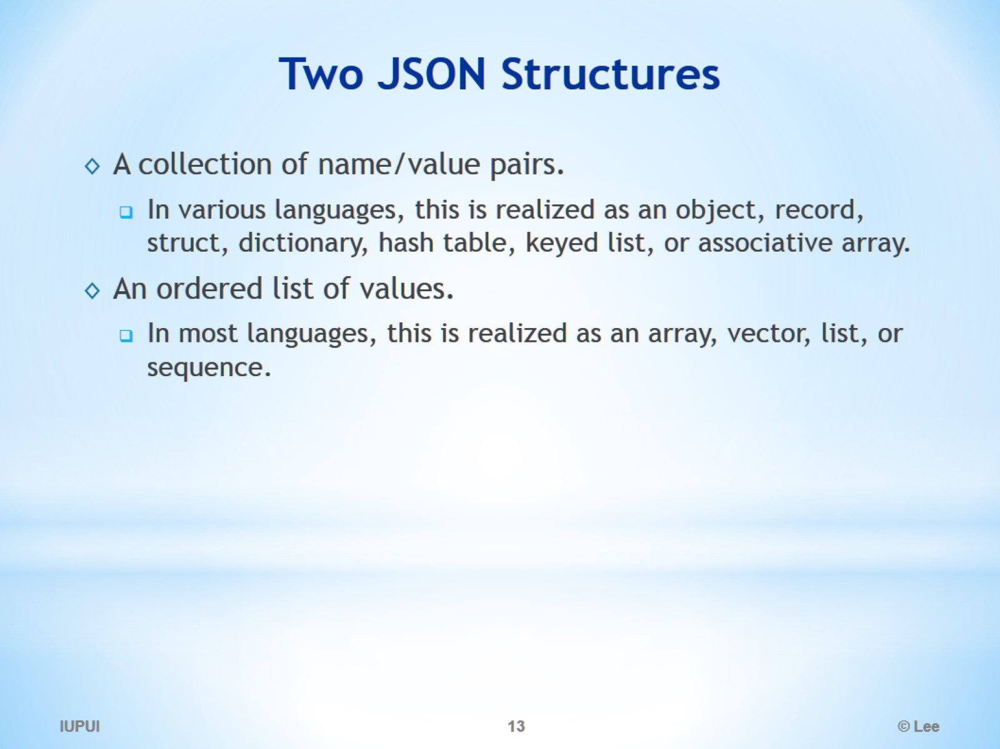 Two JSON Structures
◇ A collection of name/value pairs.
❑ In various languages, this is realized as an object, record,
struct, dictionary, hash table, keyed list, or associative array.
◇ An ordered list of values.
❑ In most languages, this is realized as an array, vector, list, or
sequence.
IUPUI 13 © Lee